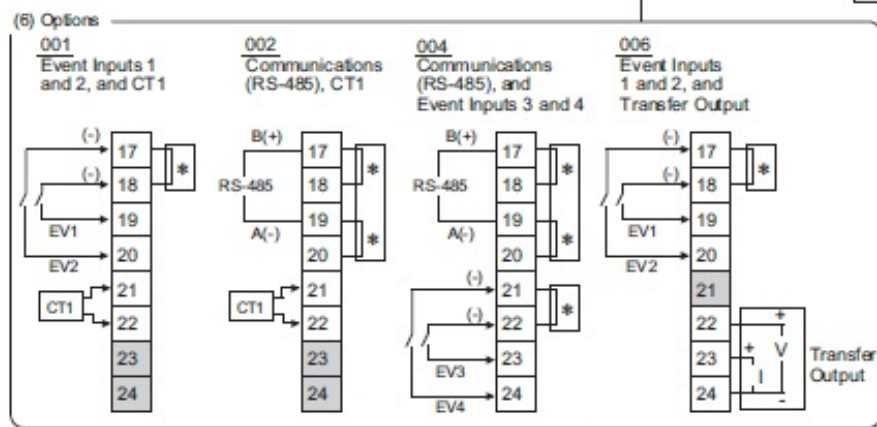 (6) Options
001
Event Inputs 1
and 2, and CT1
(-)
17
*
(-)
18
19
EV1
20
EV2
21
CT1
22
23
24
002
Communications
(RS-485), CT1
B(+)
17
*
RS-485
18
19
*
A(-)
20
21
CT1
22
23
24
004
Communications
(RS-485), and
Event Inputs 3 and 4
B(+)
17
*
RS-485
18
19
*
A(-)
20
(-)
21
*
(-)
22
23
EV3
24
EV4
006
Event Inputs
1 and 2, and
Transfer Output
(-)
17
*
(-)
18
19
EV1
20
EV2
21
22
+
23
+
V
I
24
-
Transfer
Output